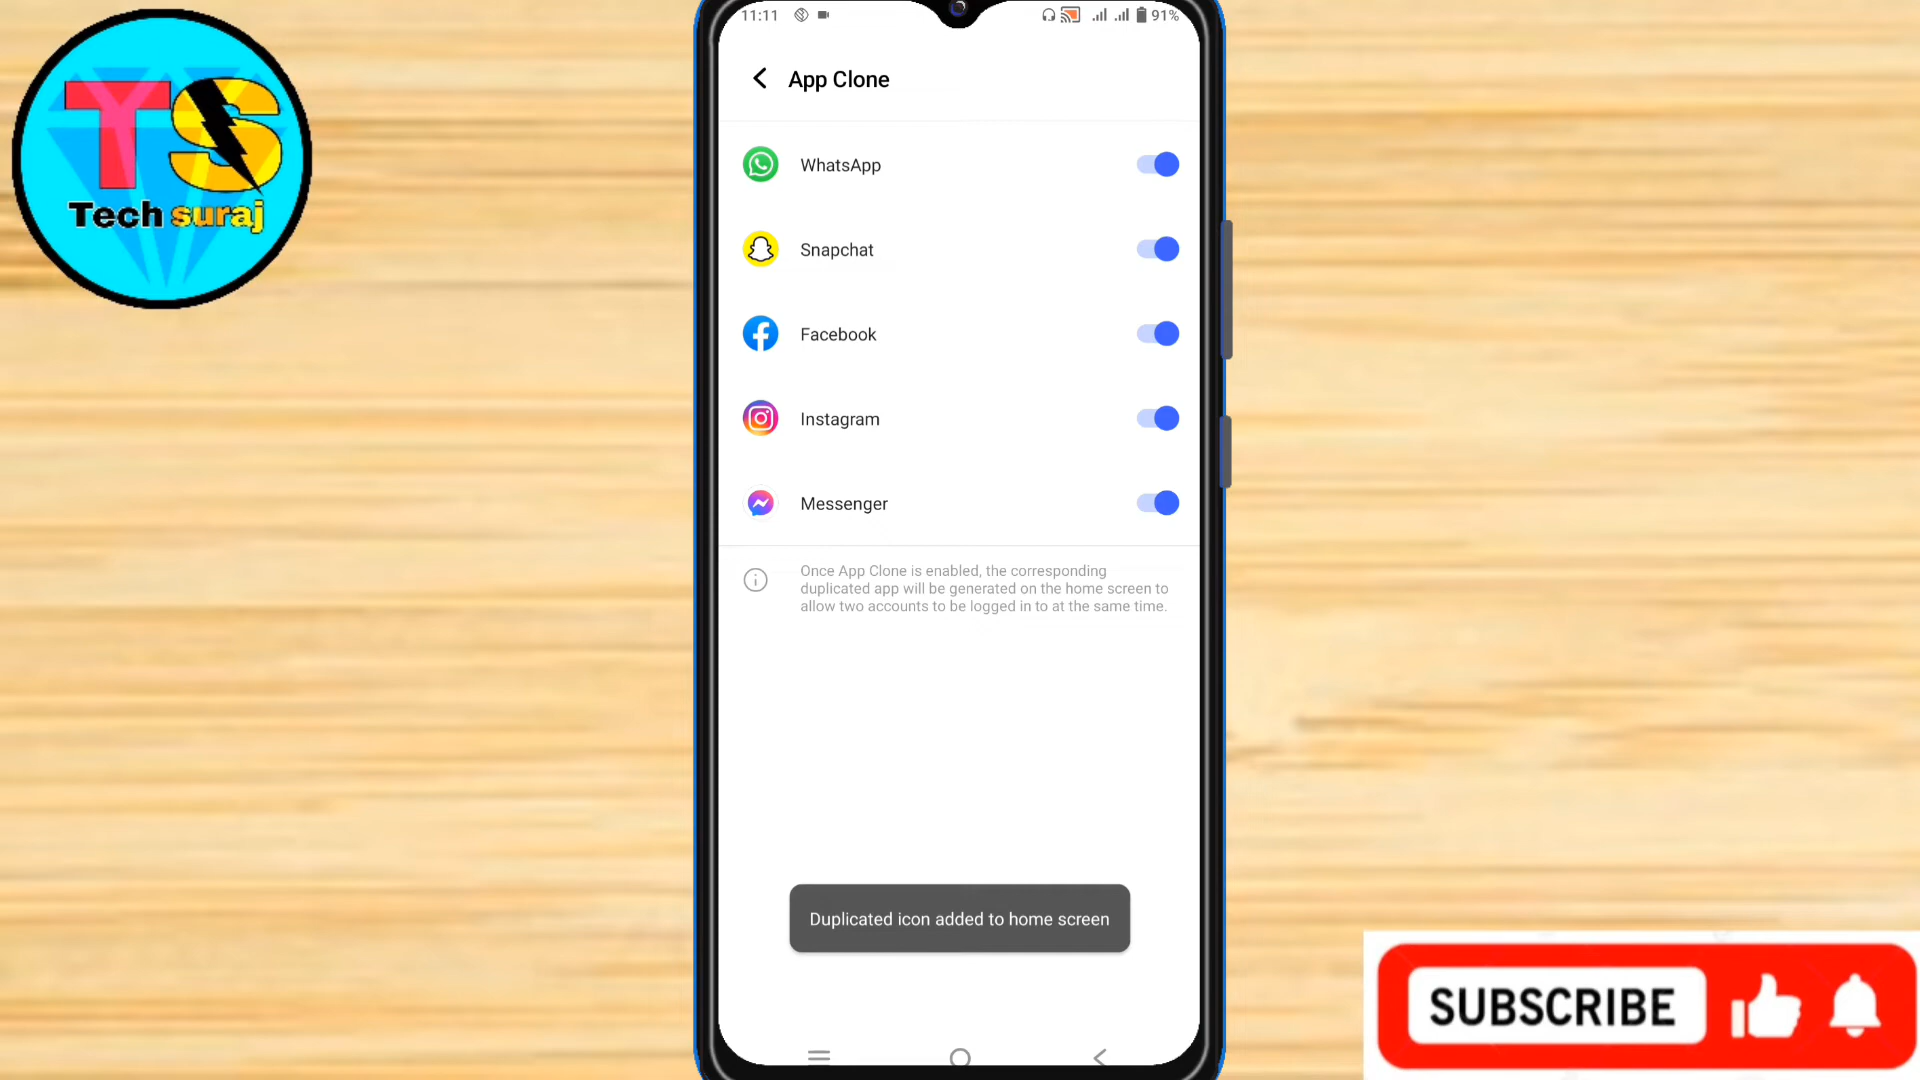 TS
Tech suraj
11:11
91%
App Clone
WhatsApp
Snapchat
Facebook
Instagram
Messenger
Once App Clone is enabled, the corresponding
duplicated app will be generated on the home screen to
allow two accounts to be logged in to at the same time.
Duplicated icon added to home screen
SUBSCRIBE